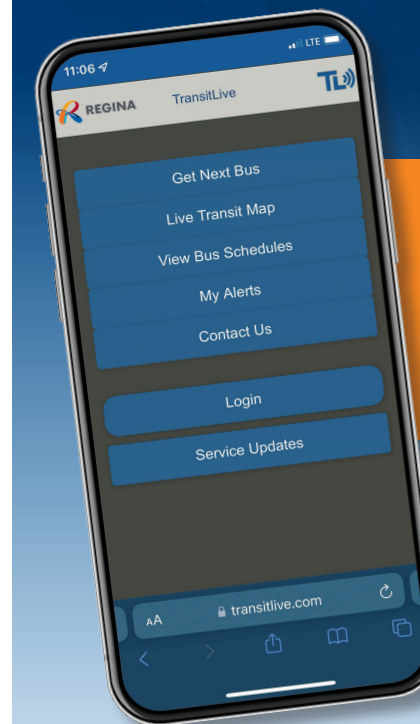 11:06
LTE
REGINA
TransitLive
TL
Get Next Bus
Live Transit Map
View Bus Schedules
My Alerts
Contact Us
Login
Service Updates
AA
transitlive.com